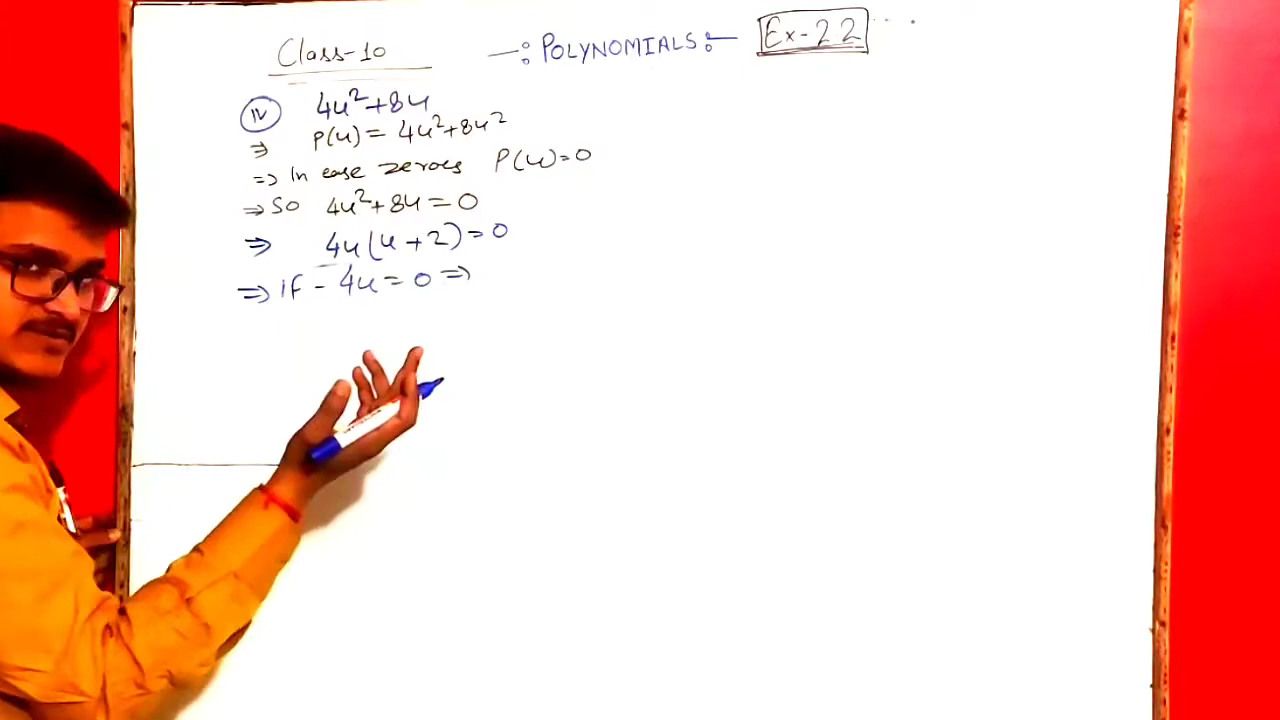 Class-10 —: POLYNOMIALS :— Ex-2.2
(iv) 4u²+8u
⇒ P(u) = 4u²+8u²
⇒ In case zeroes P(u)=0
⇒ So 4u²+8u = 0
⇒ 4u(u+2)=0
⇒ if - 4u = 0 ⇒